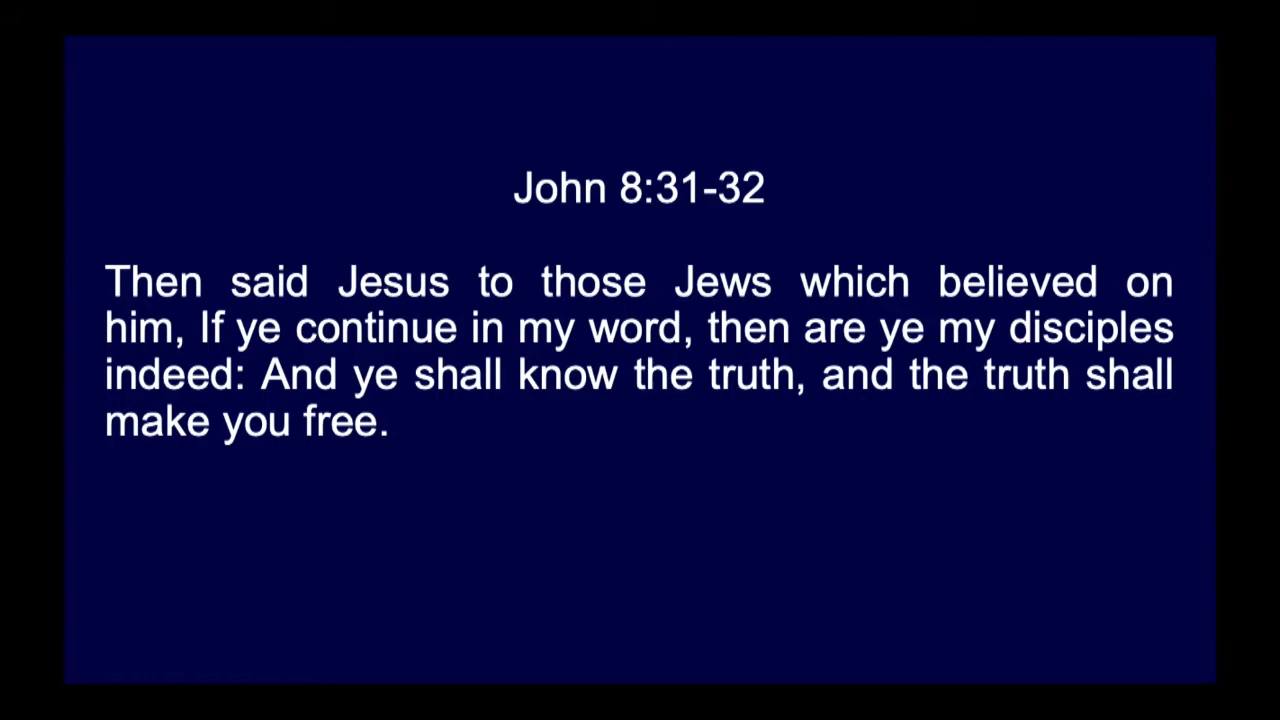 John 8:31-32
Then said Jesus to those Jews which believed on
him, If ye continue in my word, then are ye my disciples
indeed: And ye shall know the truth, and the truth shall
make you free.